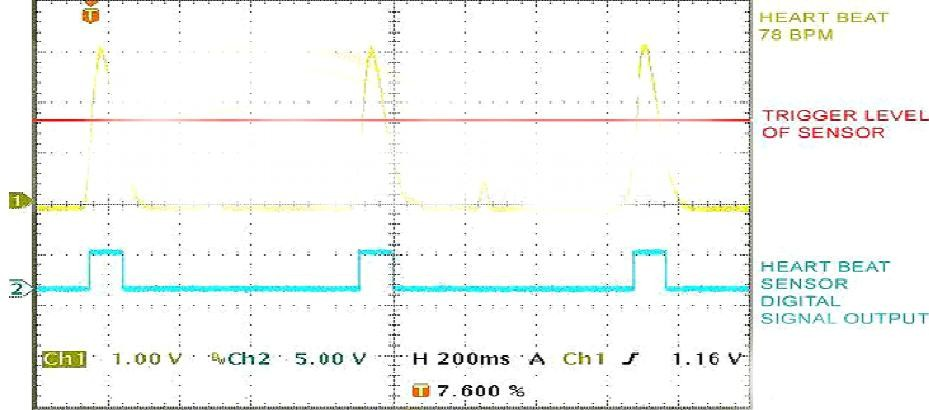 T
HEART BEAT
78 BPM
TRIGGER LEVEL
OF SENSOR
1
2
HEART BEAT
SENSOR
DIGITAL
SIGNAL OUTPUT
Ch1 1.00 V BW Ch2 5.00 V H 200ms A Ch1 1.16 V
T 7.600 %